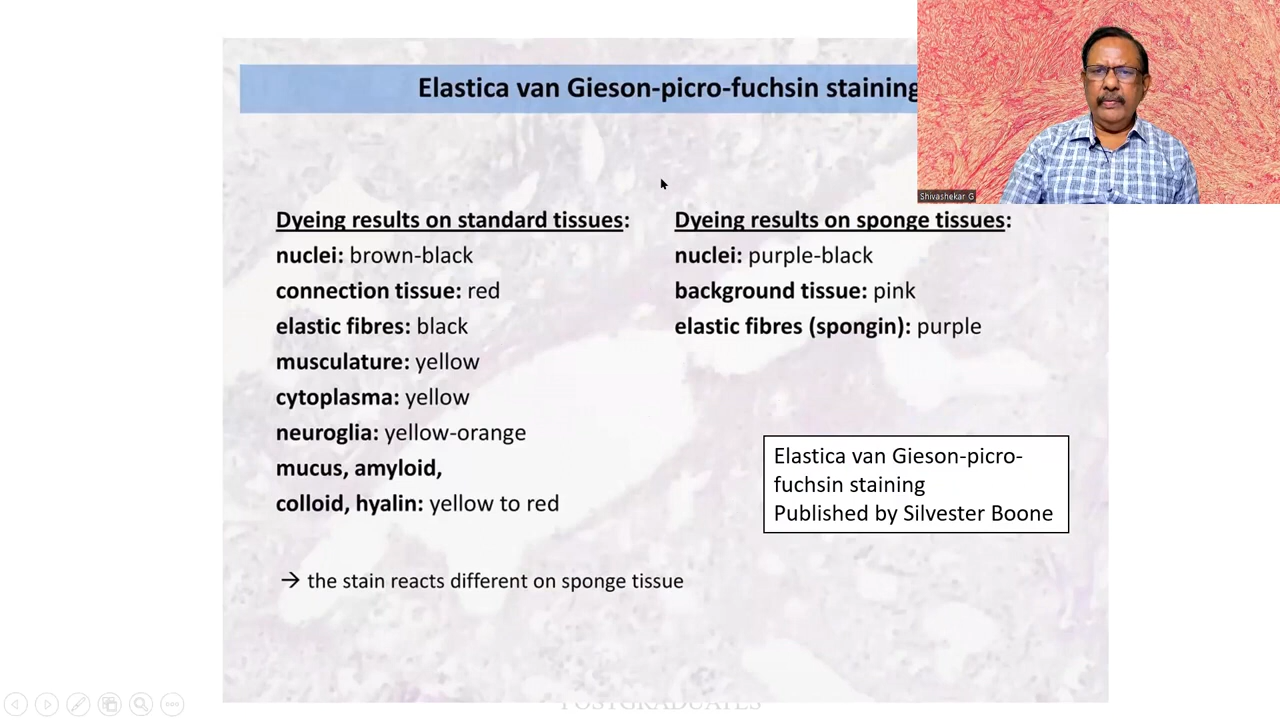 Elastica van Gieson-picro-fuchsin staining
Shivashekar G
Dyeing results on standard tissues:
nuclei: brown-black
connection tissue: red
elastic fibres: black
musculature: yellow
cytoplasma: yellow
neuroglia: yellow-orange
mucus, amyloid,
colloid, hyalin: yellow to red
Dyeing results on sponge tissues:
nuclei: purple-black
background tissue: pink
elastic fibres (spongin): purple
Elastica van Gieson-picro-
fuchsin staining
Published by Silvester Boone
→ the stain reacts different on sponge tissue
POSTGRADUATES